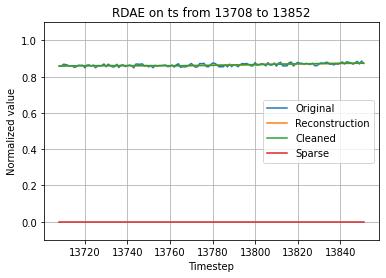 RDAE on ts from 13708 to 13852
Normalized value
1.0
0.8
0.6
0.4
0.2
0.0
Original
Reconstruction
Cleaned
Sparse
13720 13740 13760 13780 13800 13820 13840
Timestep